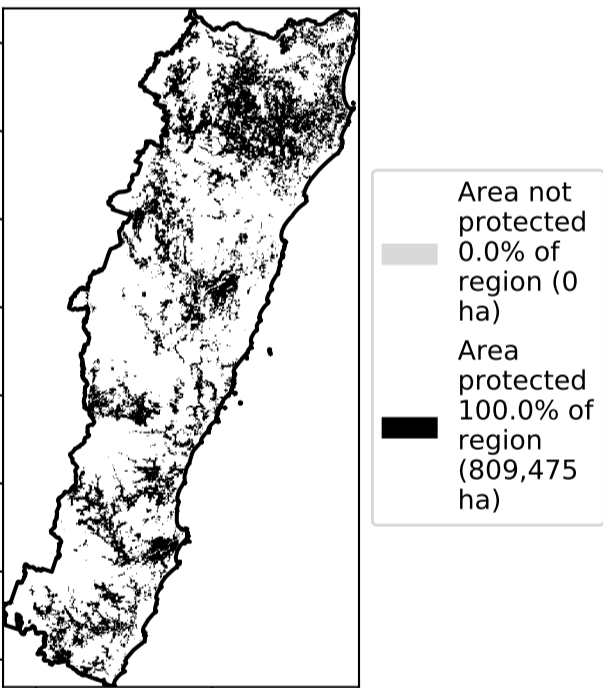 Area not
protected
0.0% of
region (0
ha)
Area
protected
100.0% of
region
(809,475
ha)